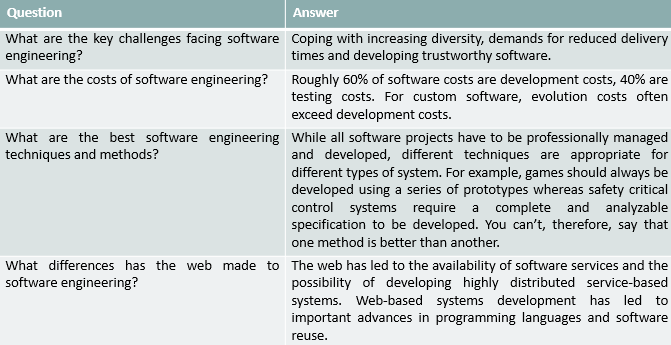 Question
Answer
What are the key challenges facing software
engineering?
Coping with increasing diversity, demands for reduced delivery
times and developing trustworthy software.
What are the costs of software engineering?
Roughly 60% of software costs are development costs, 40% are
testing costs. For custom software, evolution costs often
exceed development costs.
What are the best software engineering
techniques and methods?
While all software projects have to be professionally managed
and developed, different techniques are appropriate for
different types of system. For example, games should always be
developed using a series of prototypes whereas safety critical
control systems require a complete and analyzable
specification to be developed. You can't, therefore, say that
one method is better than another.
What differences has the web made to
software engineering?
The web has led to the availability of software services and the
possibility of developing highly distributed service-based
systems. Web-based systems development has led to
important advances in programming languages and software
reuse.